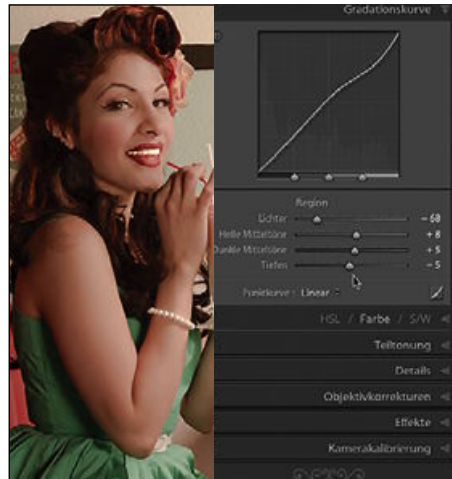 Gradationskurve
Region
Lichter - 68
Helle Mitteltöne + 8
Dunkle Mitteltöne + 5
Tiefen - 5
Punktkurve : Linear
HSL / Farbe / S/W
Teiltonung
Details
Objektivkorrekturen
Effekte
Kamerakalibrierung